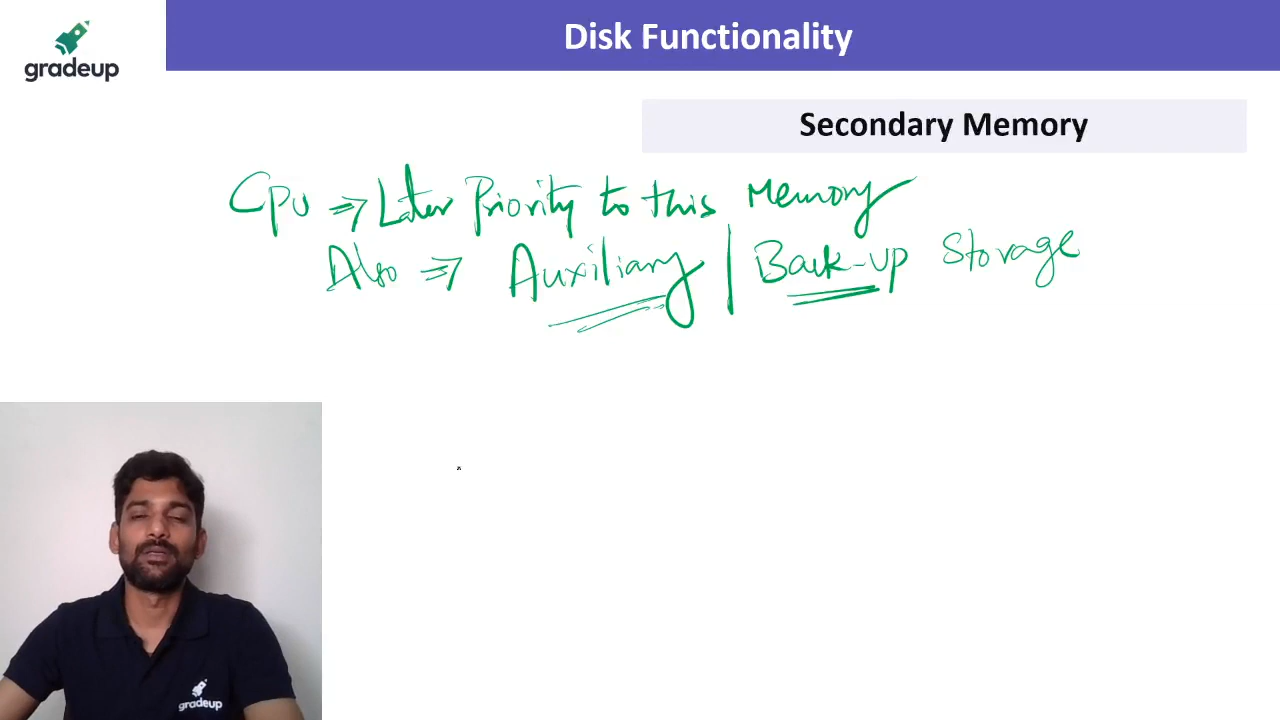 gradeup
Disk Functionality
Secondary Memory
Cpu ⇒ Later Priority to this Memory
Also ⇒ Auxiliary | Back-up Storage
gradeup